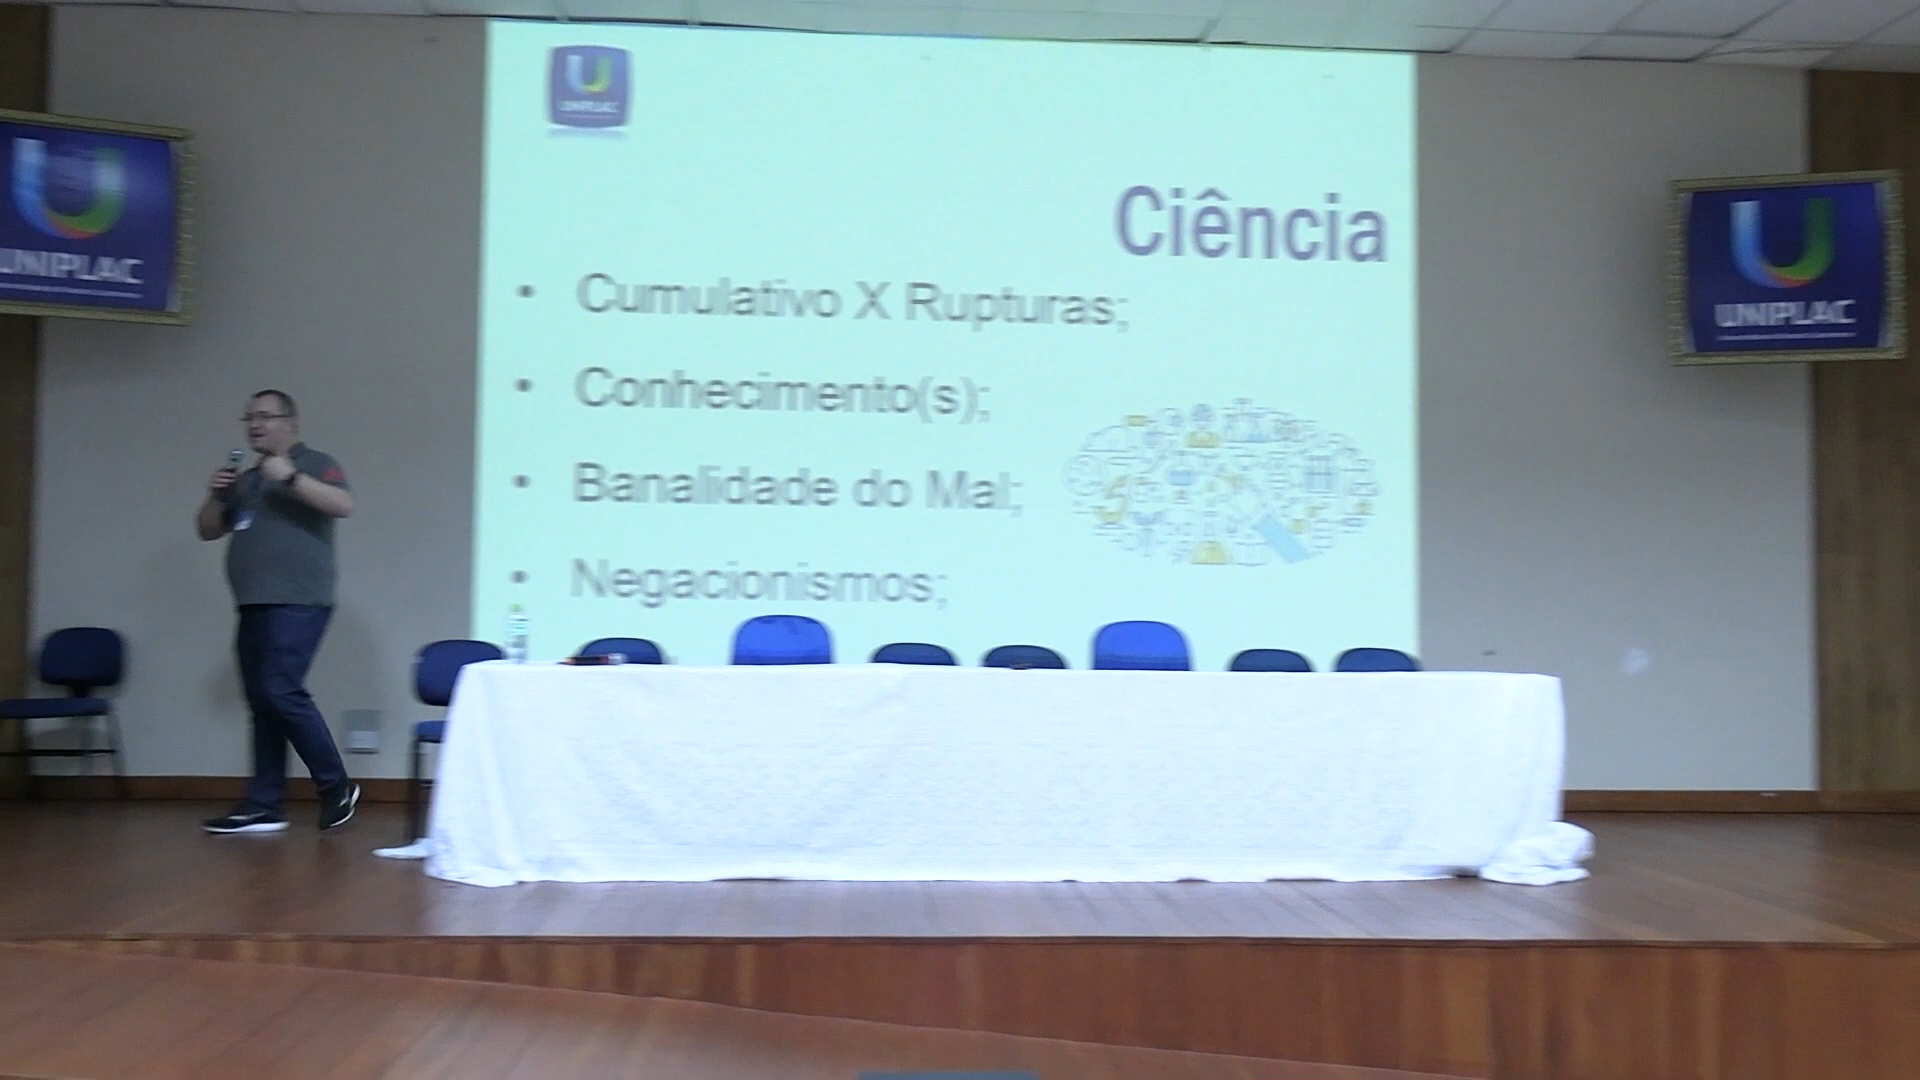 UNIPLAC
Ciência
• Cumulativo X Rupturas;
• Conhecimento(s);
• Banalidade do Mal;
• Negacionismos;
UNIPLAC
UNIPLAC